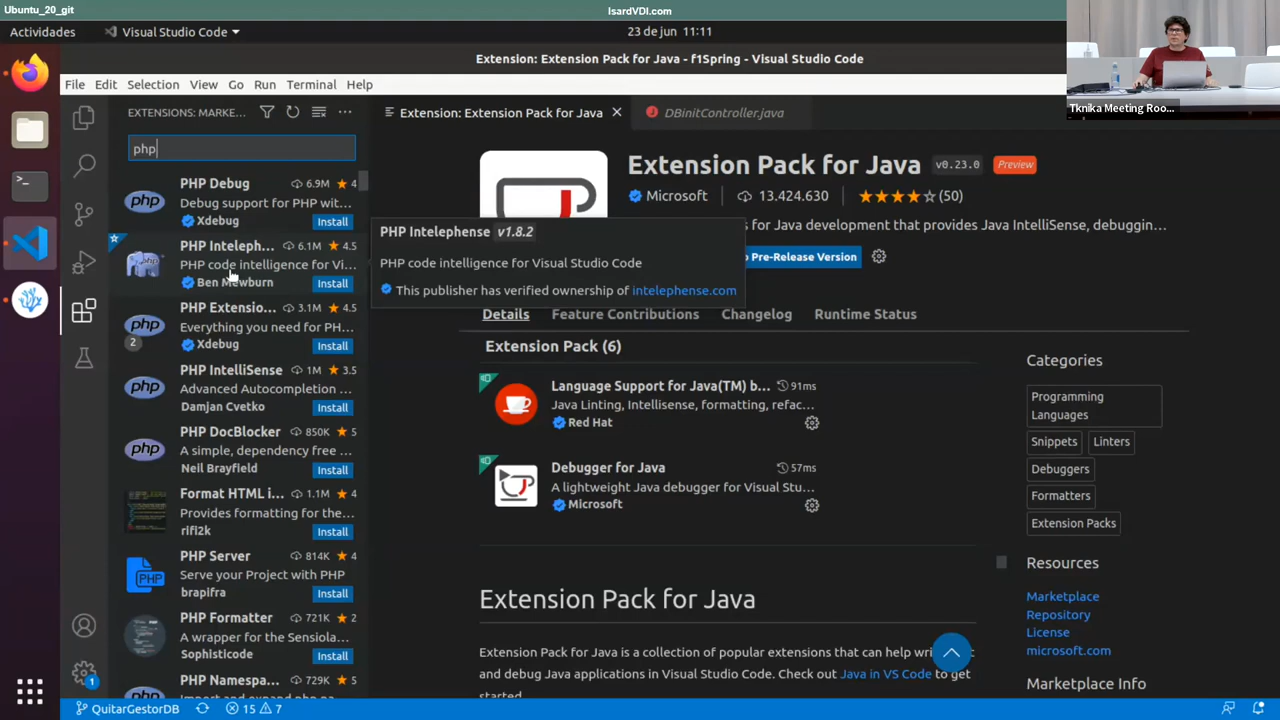 Ubuntu_20_git
IsardVDI.com
Actividades
Visual Studio Code
23 de jun 11:11
Extension: Extension Pack for Java - f1Spring - Visual Studio Code
Tknika Meeting Roo...
File Edit Selection View Go Run Terminal Help
EXTENSIONS: MARKE...
Extension: Extension Pack for Java
DBinitController.java
php
PHP Debug 6.9M 4
Debug support for PHP wit...
Xdebug Install
PHP Inteleph... 6.1M 4.5
PHP code intelligence for Vi...
Ben Mewburn Install
PHP Extensio... 3.1M 4.5
Everything you need for PH...
Xdebug Install
2
PHP IntelliSense 1M 3.5
Advanced Autocompletion ...
Damjan Cvetko Install
PHP DocBlocker 850K 5
A simple, dependency free ...
Neil Brayfield Install
Format HTML i... 1.1M 4
Provides formatting for the...
rifi2k Install
PHP Server 814K 4
Serve your Project with PHP
brapifra Install
PHP Formatter 721K 2
A wrapper for the Sensiola...
Sophisticode Install
PHP Namespa... 729K 5
Import and expand php na...
PHP Intelephense v1.8.2
PHP code intelligence for Visual Studio Code
This publisher has verified ownership of intelephense.com
Extension Pack for Java v0.23.0 Preview
Microsoft 13.424.630 (50)
s for Java development that provides Java IntelliSense, debuggin...
o Pre-Release Version
Details Feature Contributions Changelog Runtime Status
Extension Pack (6)
Language Support for Java(TM) b... 91ms
Java Linting, Intellisense, formatting, refac...
Red Hat
Debugger for Java 57ms
A lightweight Java debugger for Visual Stu...
Microsoft
Extension Pack for Java
Extension Pack for Java is a collection of popular extensions that can help wri
and debug Java applications in Visual Studio Code. Check out Java in VS Code to get
started.
Categories
Programming
Languages
Snippets Linters
Debuggers
Formatters
Extension Packs
Resources
Marketplace
Repository
License
microsoft.com
Marketplace Info
1
QuitarGestorDB 15 7